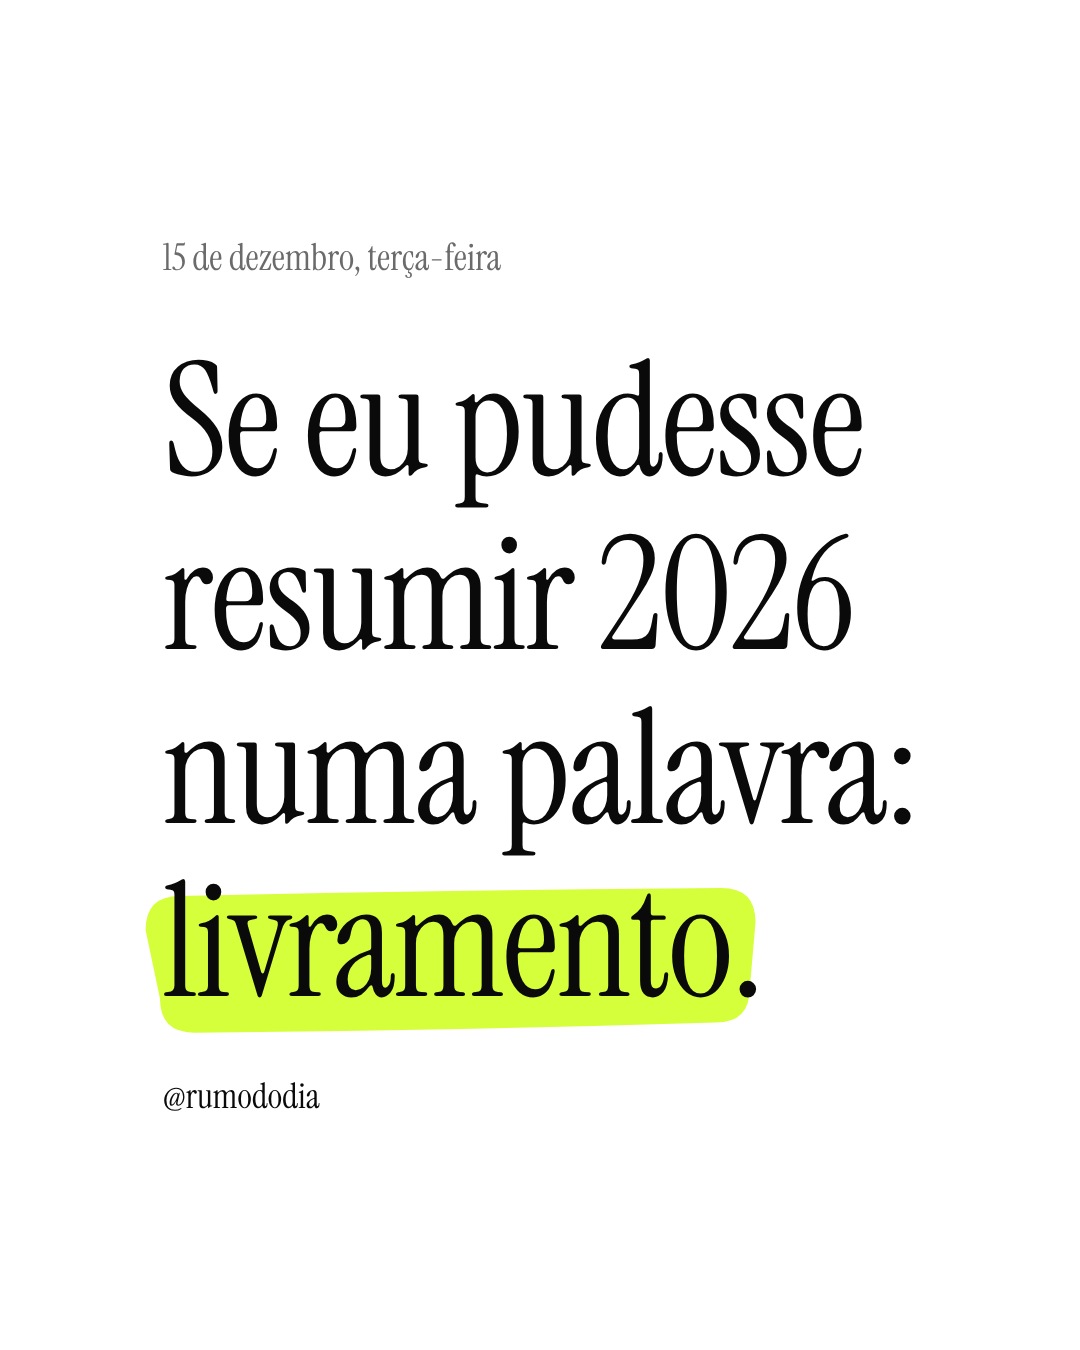 15 de dezembro, terça-feira
Se eu pudesse
resumir 2026
numa palavra:
livramento.
@rumododia